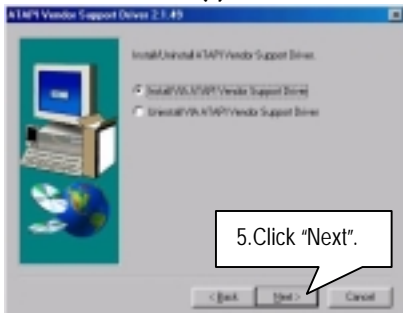 ATAPI Vendor Support Driver 2.1.49
Install/Uninstall ATAPI Vendor Support Driver.
Install VIA ATAPI Vendor Support Driver
Uninstall VIA ATAPI Vendor Support Driver
5.Click “Next”.
< Back
Next >
Cancel